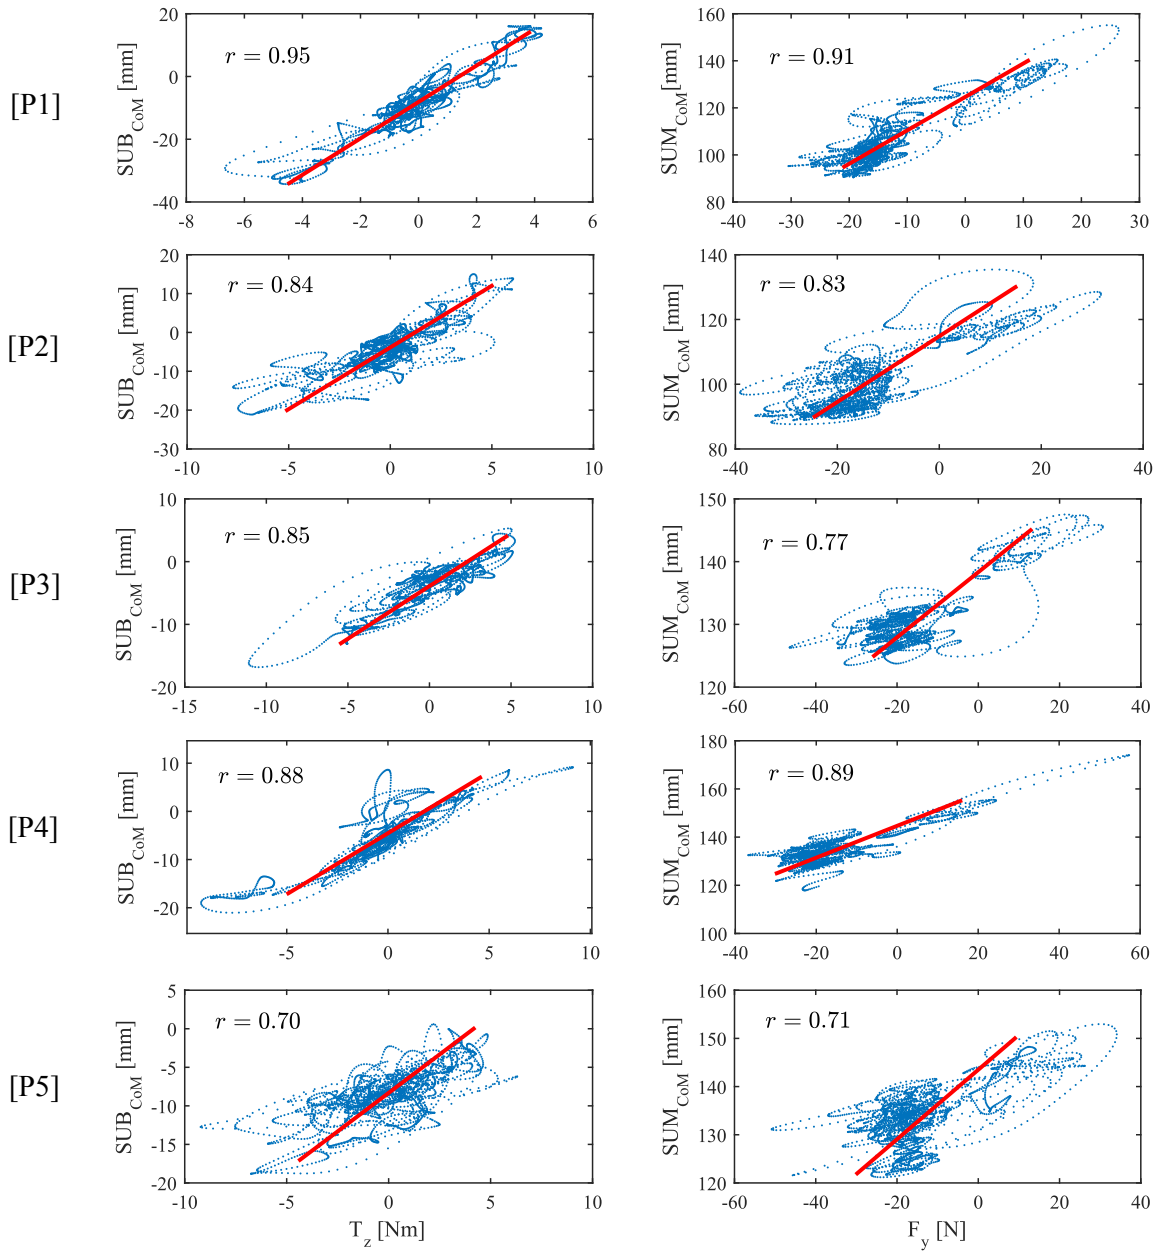 [P1]
SUB_CoM [mm]
20
0
-20
-40
r = 0.95
-8 -6 -4 -2 0 2 4 6
SUM_CoM [mm]
160
140
120
100
80
r = 0.91
-40 -30 -20 -10 0 10 20 30
[P2]
SUB_CoM [mm]
20
10
0
-10
-20
-30
r = 0.84
-10 -5 0 5 10
SUM_CoM [mm]
140
120
100
80
r = 0.83
-40 -20 0 20 40
[P3]
SUB_CoM [mm]
10
0
-10
-20
r = 0.85
-15 -10 -5 0 5 10
SUM_CoM [mm]
150
140
130
120
r = 0.77
-60 -40 -20 0 20 40
[P4]
SUB_CoM [mm]
10
0
-10
-20
r = 0.88
-5 0 5 10
SUM_CoM [mm]
180
160
140
120
100
r = 0.89
-40 -20 0 20 40 60
[P5]
SUB_CoM [mm]
5
0
-5
-10
-15
-20
r = 0.70
-10 -5 0 5 10
T_z [Nm]
SUM_CoM [mm]
160
150
140
130
120
r = 0.71
-60 -40 -20 0 20 40
F_y [N]